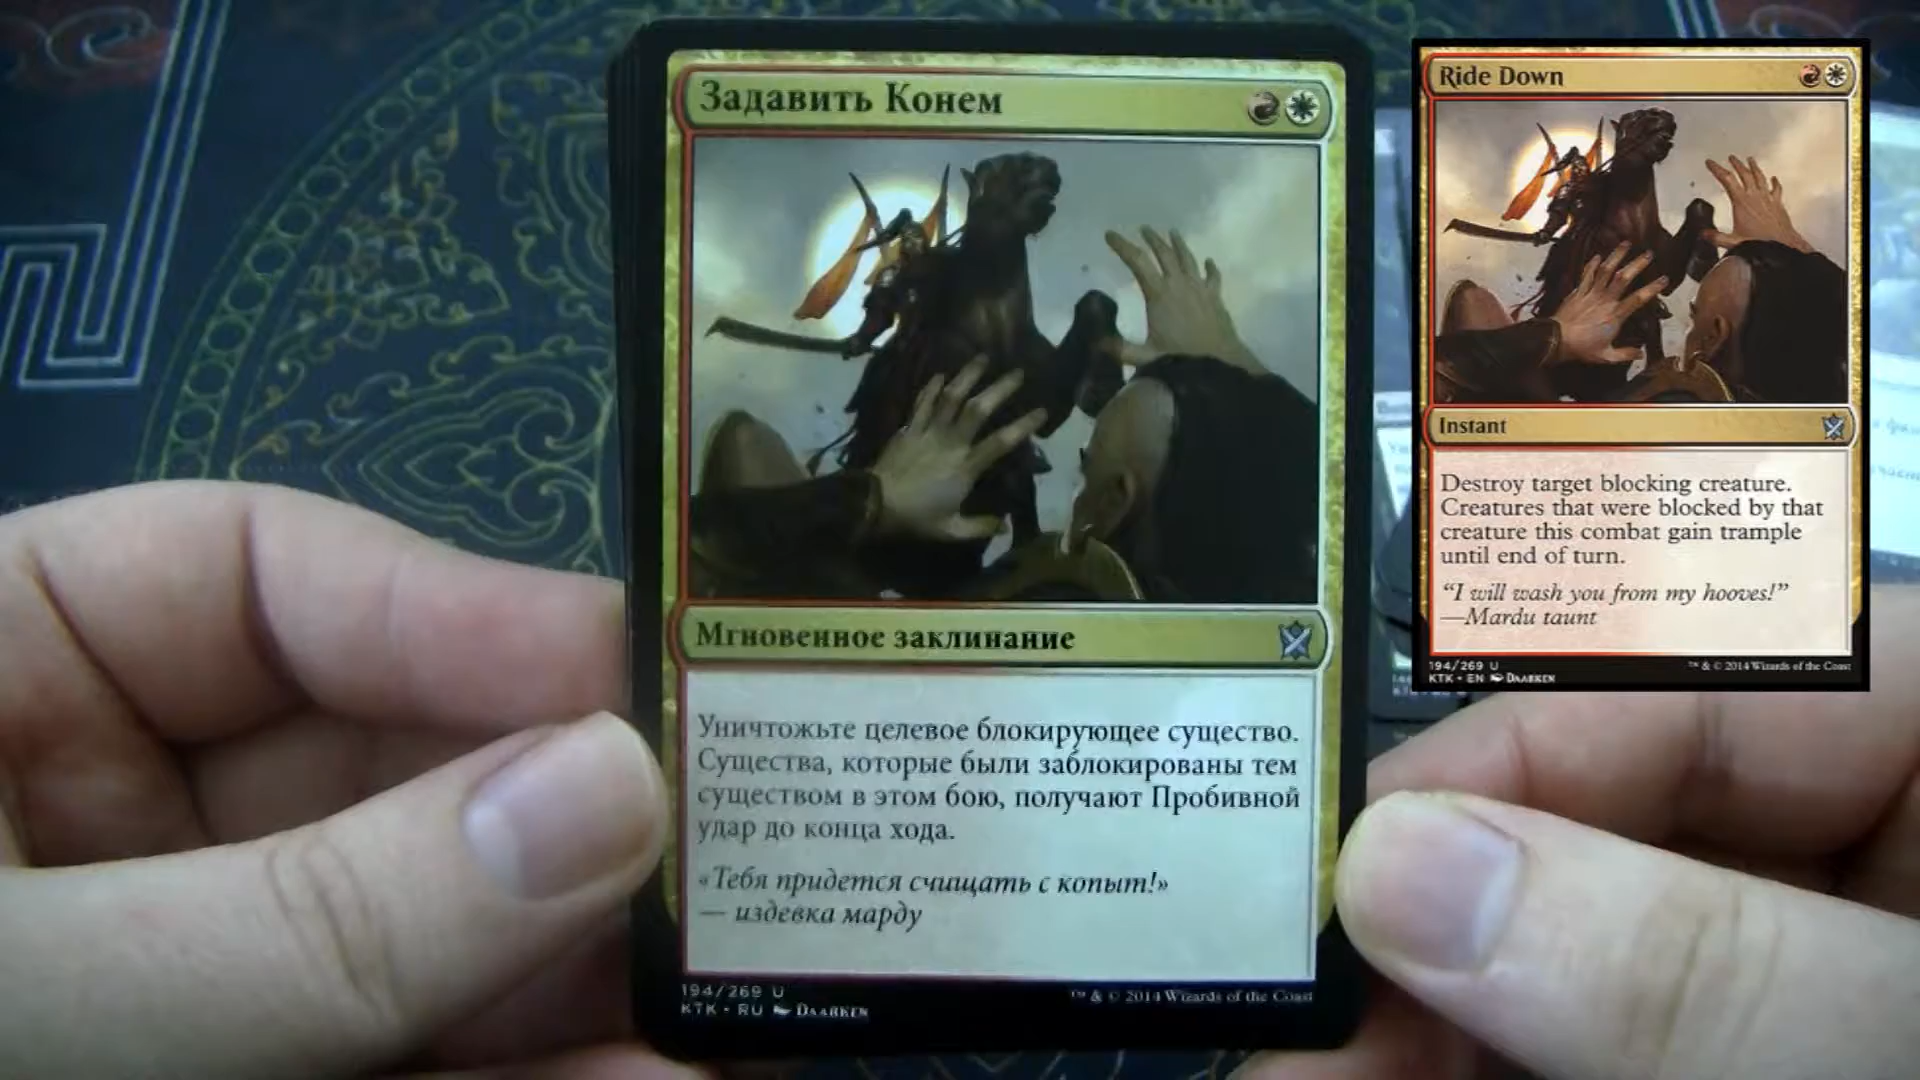 Задавить Конем
Мгновенное заклинание
Уничтожьте целевое блокирующее существо.
Существа, которые были заблокированы тем
существом в этом бою, получают Пробивной
удар до конца хода.
«Тебя придется счищать с копыт!»
— издевка марду
194/269 U
KTK • RU DAARKEN
™ & © 2014 Wizards of the Coast
Ride Down
Instant
Destroy target blocking creature.
Creatures that were blocked by that
creature this combat gain trample
until end of turn.
“I will wash you from my hooves!”
—Mardu taunt
194/269 U
KTK • EN DAARKEN
™ & © 2014 Wizards of the Coast